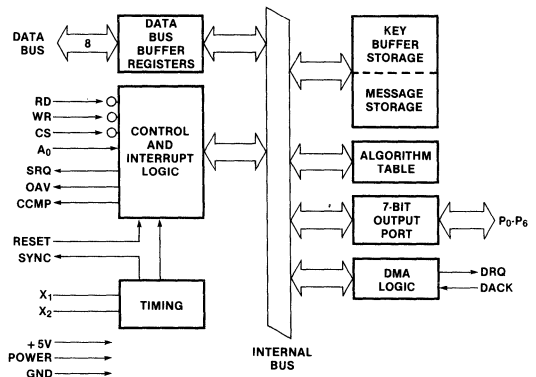 DATA
BUS
8
DATA
BUS
BUFFER
REGISTERS
KEY
BUFFER
STORAGE
MESSAGE
STORAGE
RD
WR
CS
A0
SRQ
OAV
CCMP
CONTROL
AND
INTERRUPT
LOGIC
ALGORITHM
TABLE
7-BIT
OUTPUT
PORT
P0-P6
RESET
SYNC
DMA
LOGIC
DRQ
DACK
X1
X2
TIMING
+5V
POWER
GND
INTERNAL
BUS